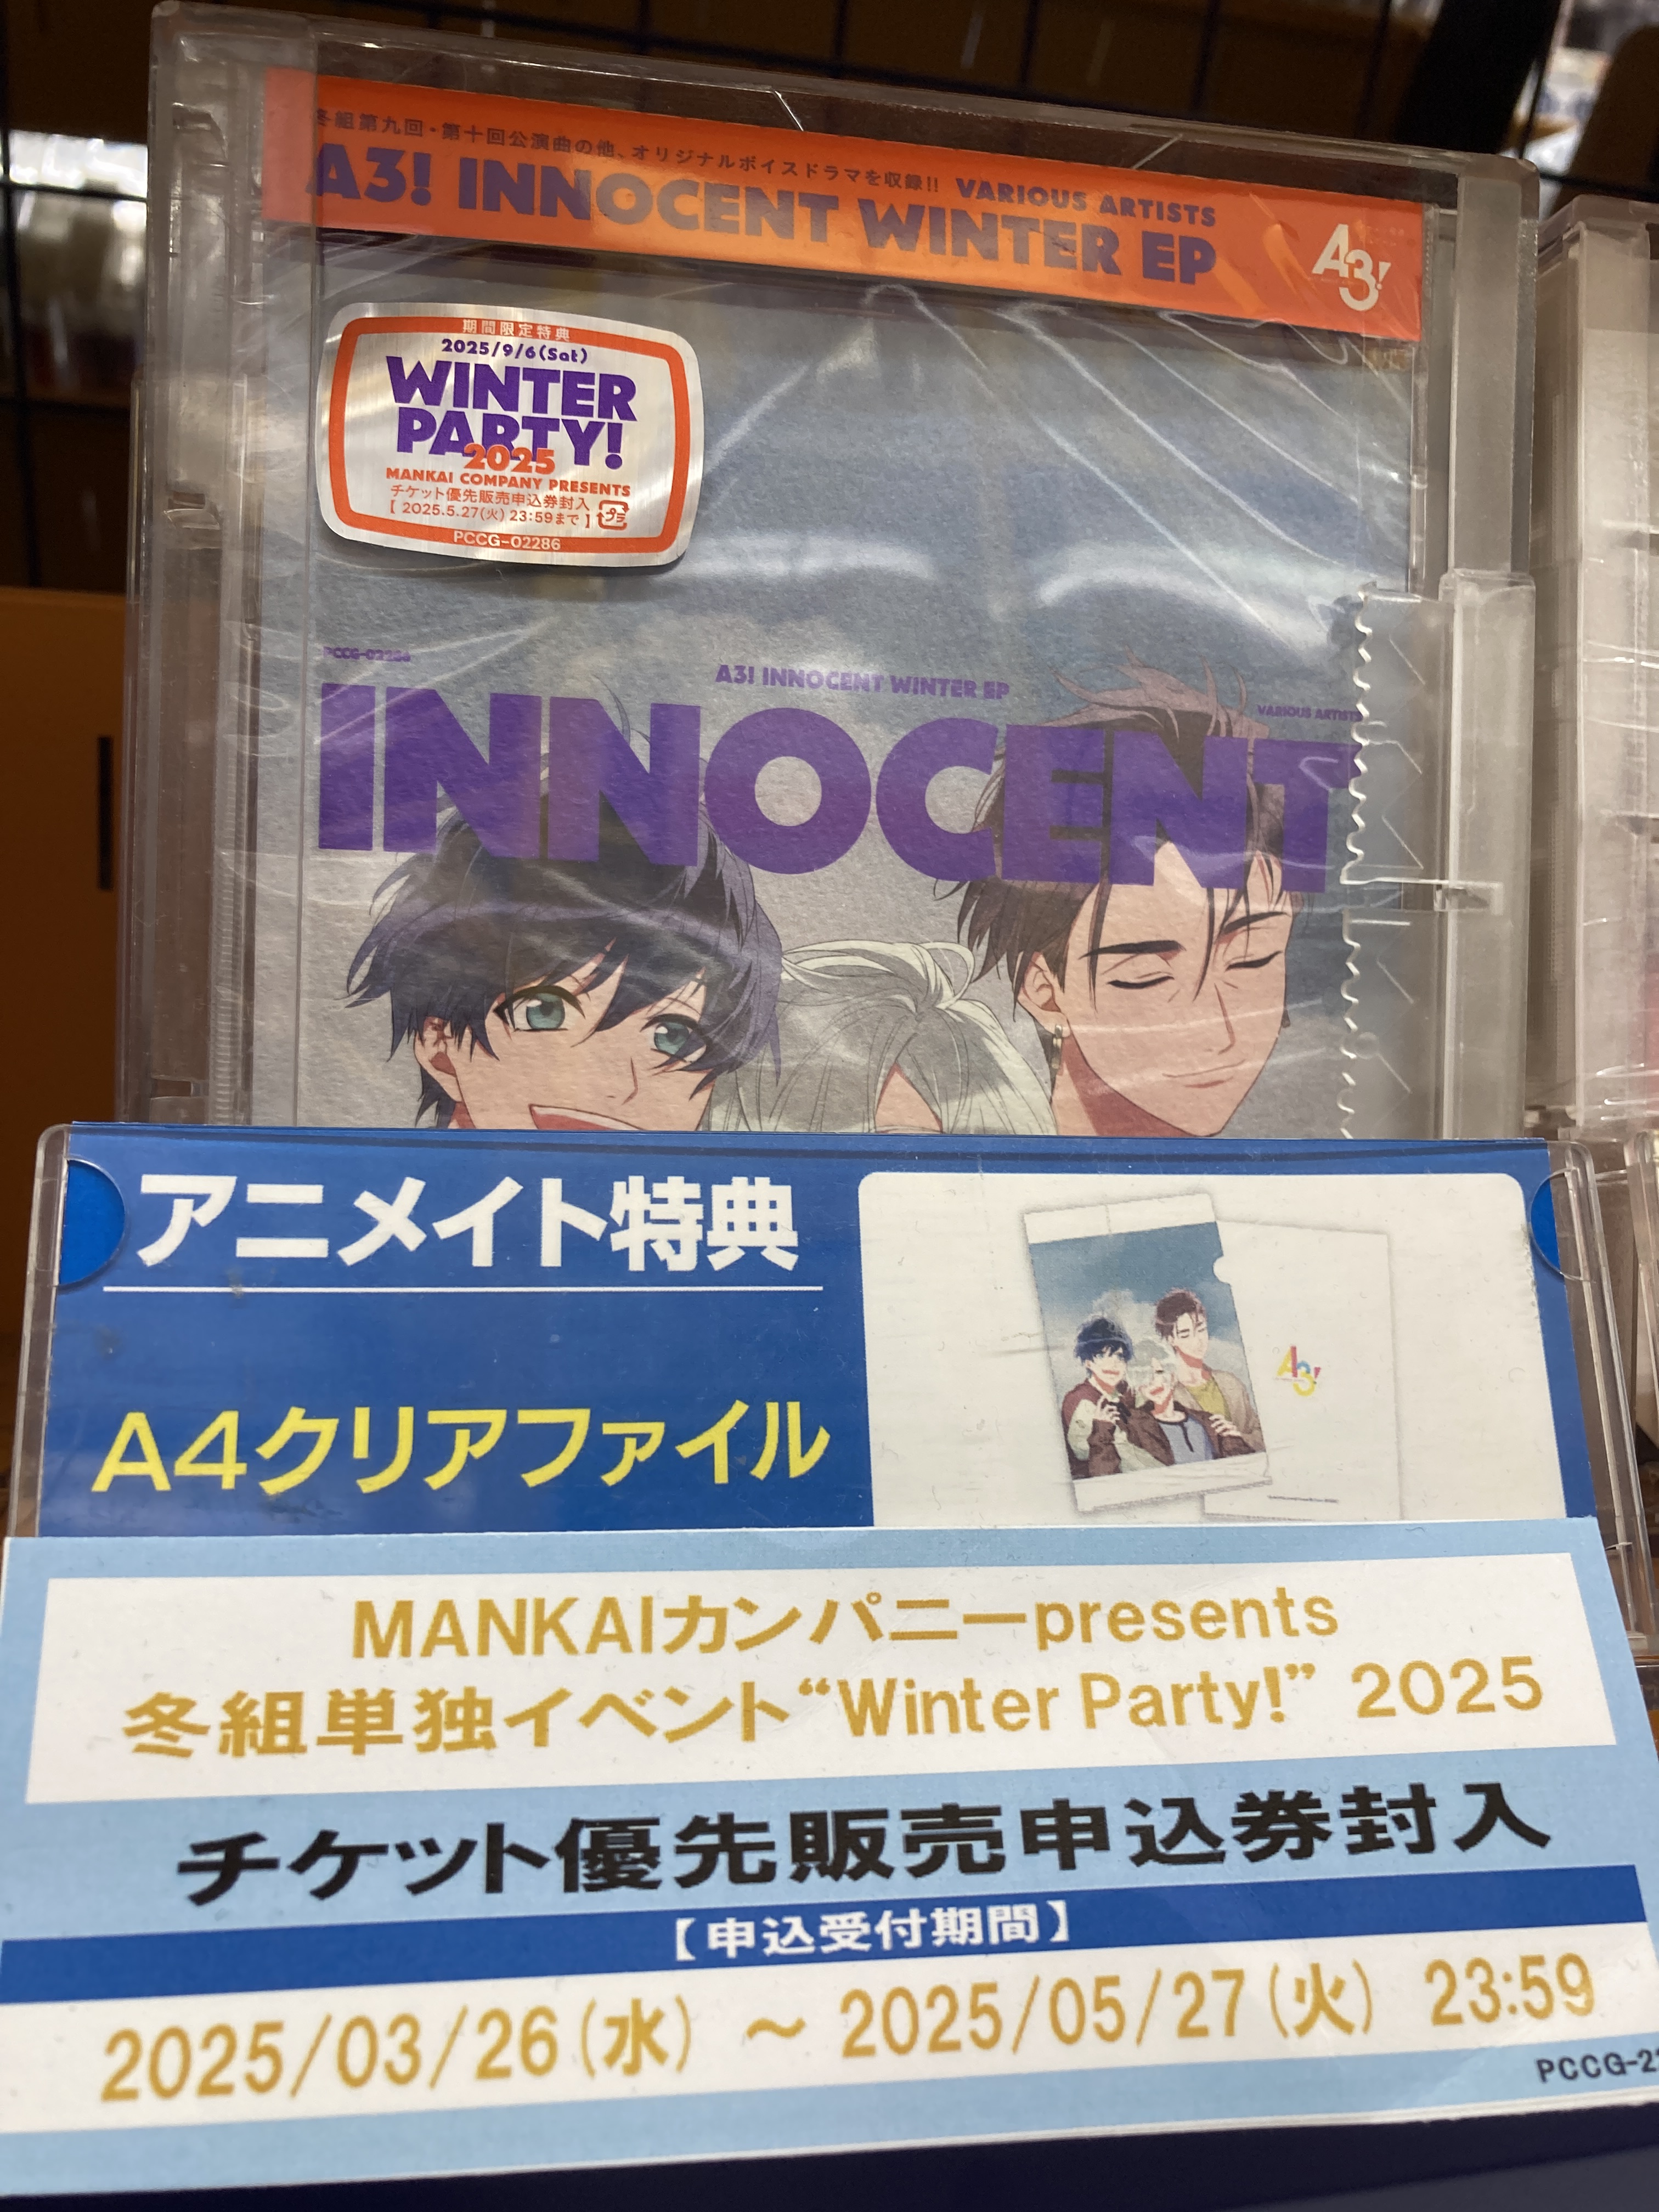 冬組第九回・第十回公演曲の他、オリジナルボイスドラマを収録!! VARIOUS ARTISTS
A3! INNOCENT WINTER EP
A3!
期間限定特典
2025/9/6(Sat)
WINTER
PARTY!
2025
MANKAI COMPANY PRESENTS
チケット優先販売申込券封入
[ 2025.5.27(火) 23:59まで ]
プラ
PCCG-02286
PCCG-02286
A3! INNOCENT WINTER EP
VARIOUS ARTISTS
INNOCENT
アニメイト特典
A4クリアファイル
A3!
MANKAIカンパニーpresents
冬組単独イベント“Winter Party!” 2025
チケット優先販売申込券封入
【申込受付期間】
2025/03/26(水) ～ 2025/05/27(火) 23:59